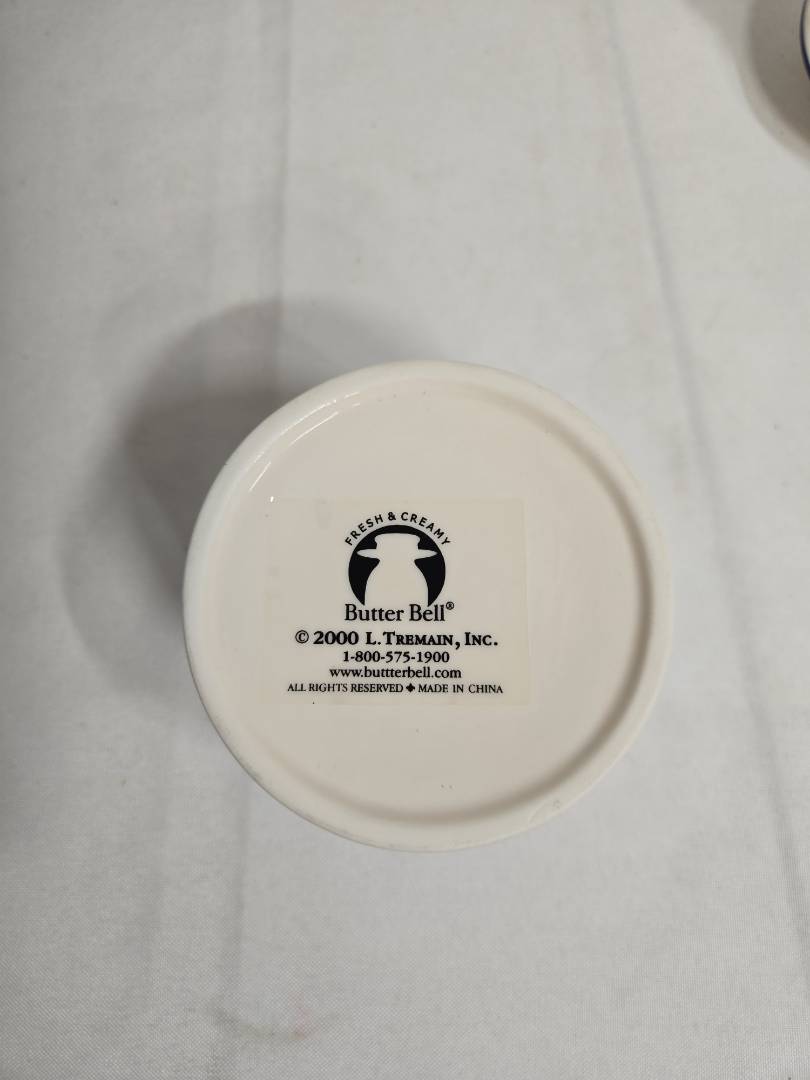 FRESH & CREAMY
Butter Bell®
© 2000 L. TREMAIN, INC.
1-800-575-1900
www.buttterbell.com
ALL RIGHTS RESERVED ✦ MADE IN CHINA